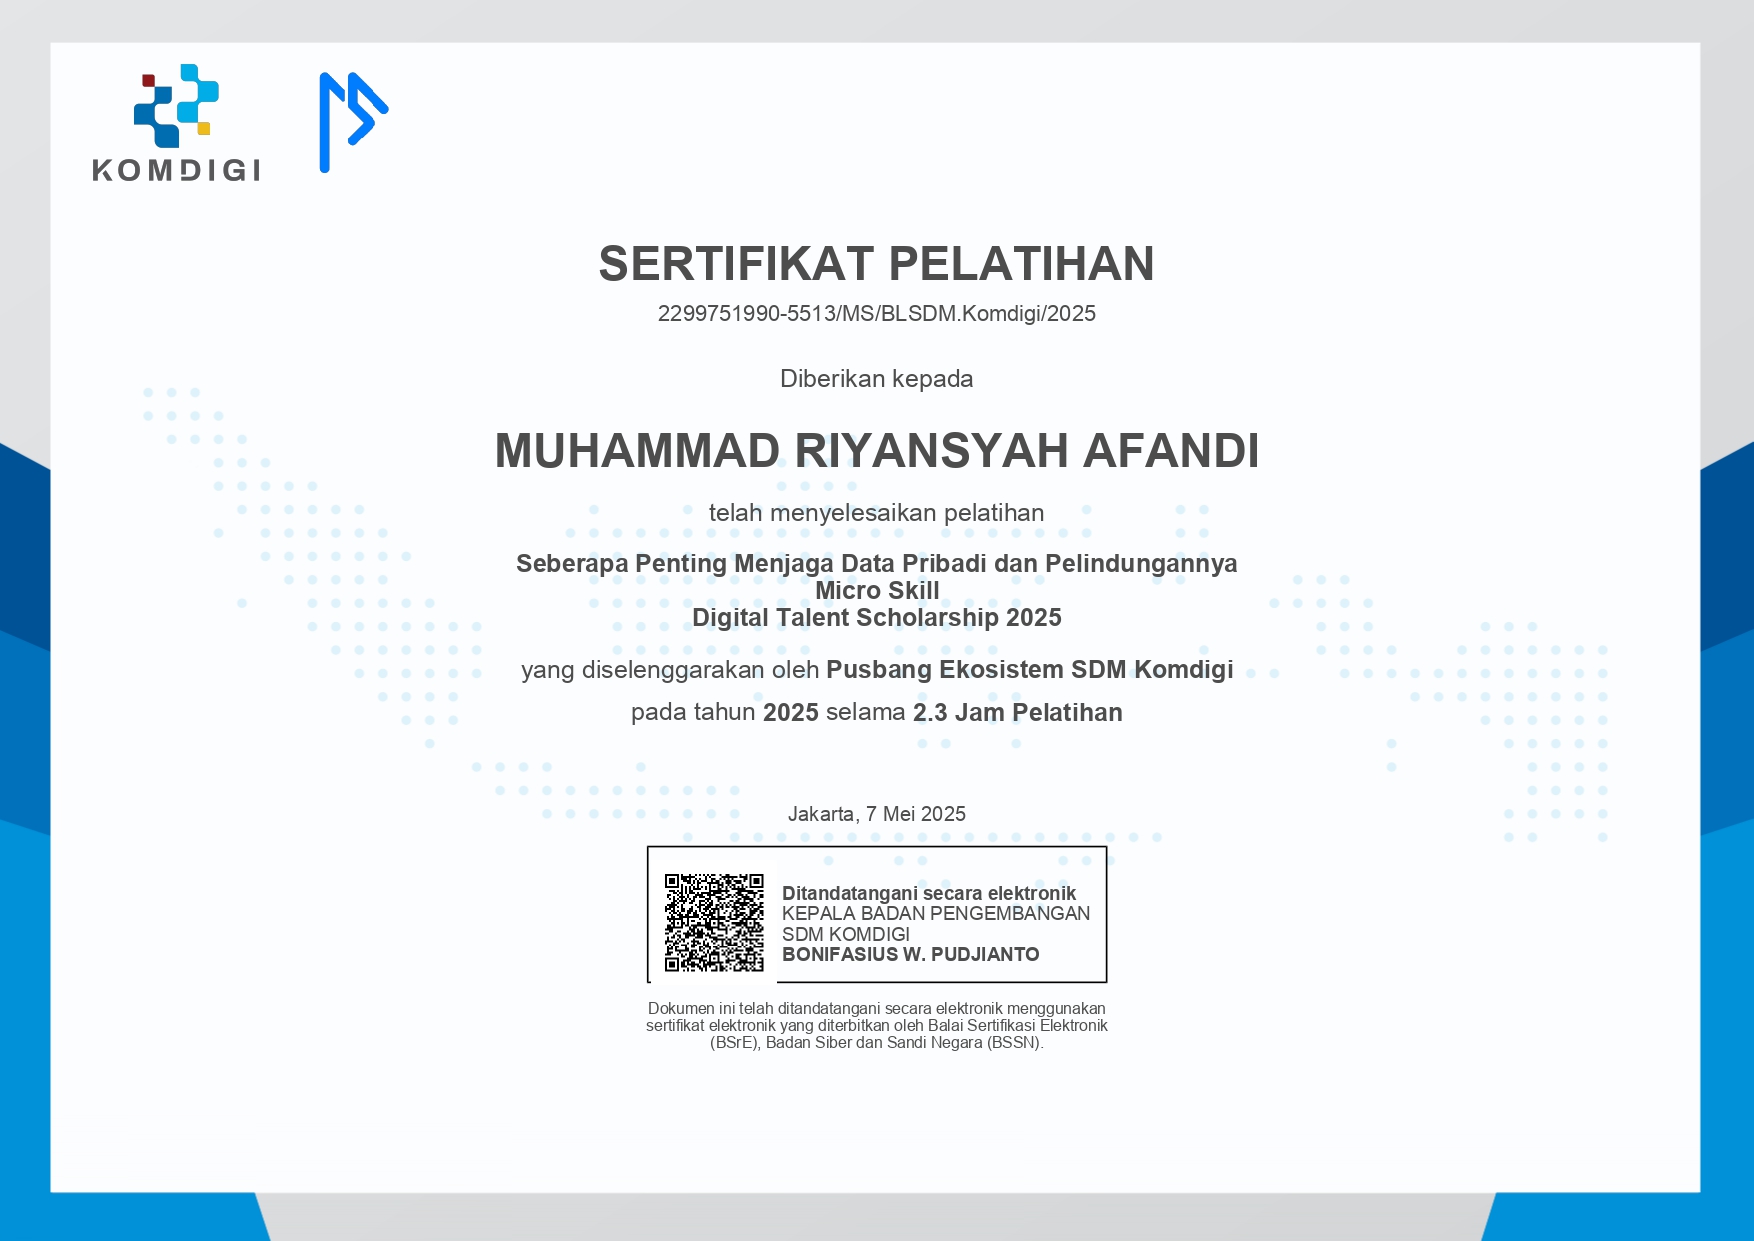 KOMDIGI
SERTIFIKAT PELATIHAN
2299751990-5513/MS/BLSDM.Komdigi/2025
Diberikan kepada
MUHAMMAD RIYANSYAH AFANDI
telah menyelesaikan pelatihan
Seberapa Penting Menjaga Data Pribadi dan Pelindungannya
Micro Skill
Digital Talent Scholarship 2025
yang diselenggarakan oleh Pusbang Ekosistem SDM Komdigi
pada tahun 2025 selama 2.3 Jam Pelatihan
Jakarta, 7 Mei 2025
Ditandatangani secara elektronik
KEPALA BADAN PENGEMBANGAN
SDM KOMDIGI
BONIFASIUS W. PUDJIANTO
Dokumen ini telah ditandatangani secara elektronik menggunakan
sertifikat elektronik yang diterbitkan oleh Balai Sertifikasi Elektronik
(BSrE), Badan Siber dan Sandi Negara (BSSN).